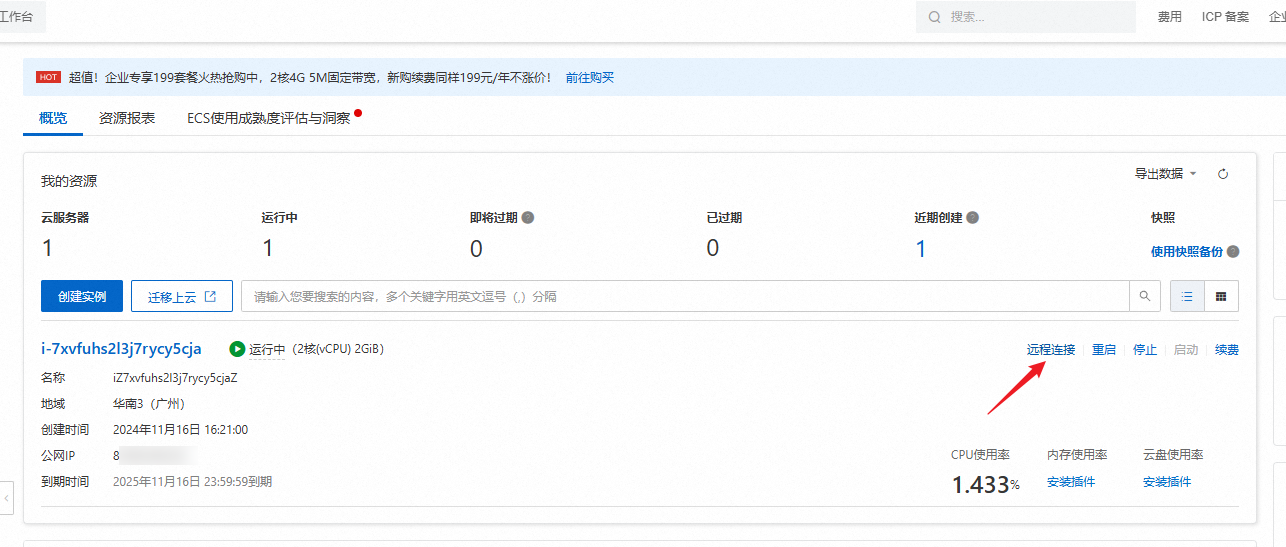 工作台 搜索... 费用 ICP 备案 企业
HOT 超值！企业专享199套餐火热抢购中，2核4G 5M固定带宽，新购续费同样199元/年不涨价！ 前往购买
概览 资源报表 ECS使用成熟度评估与洞察
我的资源 导出数据
云服务器 运行中 即将过期 已过期 近期创建 快照
1 1 0 0 1 使用快照备份
创建实例 迁移上云 请输入您要搜索的内容，多个关键字用英文逗号（,）分隔
i-7xvfuhs2l3j7rycy5cja 运行中 (2核(vCPU) 2GiB) 远程连接 重启 停止 启动 续费
名称 iZ7xvfuhs2l3j7rycy5cjaZ
地域 华南3（广州）
创建时间 2024年11月16日 16:21:00
公网IP 8 CPU使用率 内存使用率 云盘使用率
到期时间 2025年11月16日 23:59:59到期 1.433% 安装插件 安装插件